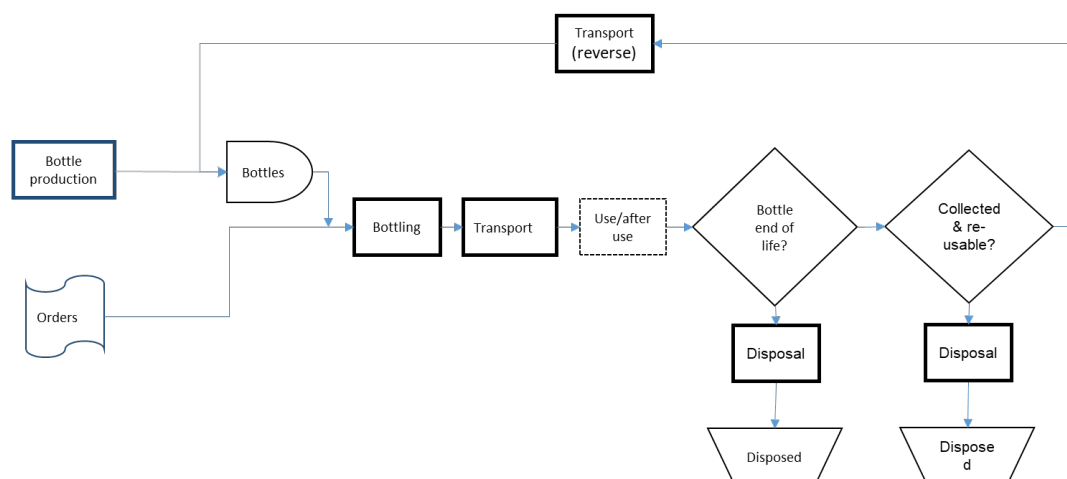 Transport
(reverse)
Bottle
production
Bottles
Bottling
Transport
Use/after
use
Bottle
end of
life?
Collected
& re-
usable?
Orders
Disposal
Disposal
Disposed
Dispose
d